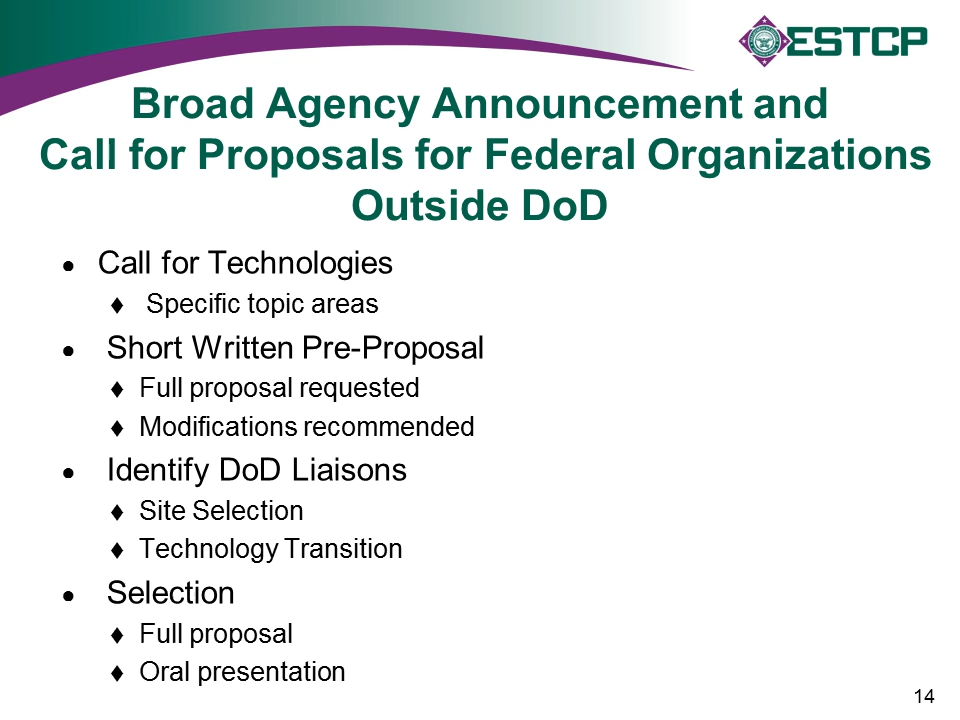 ESTCP
Broad Agency Announcement and
Call for Proposals for Federal Organizations
Outside DoD
● Call for Technologies
♦ Specific topic areas
● Short Written Pre-Proposal
♦ Full proposal requested
♦ Modifications recommended
● Identify DoD Liaisons
♦ Site Selection
♦ Technology Transition
● Selection
♦ Full proposal
♦ Oral presentation
14